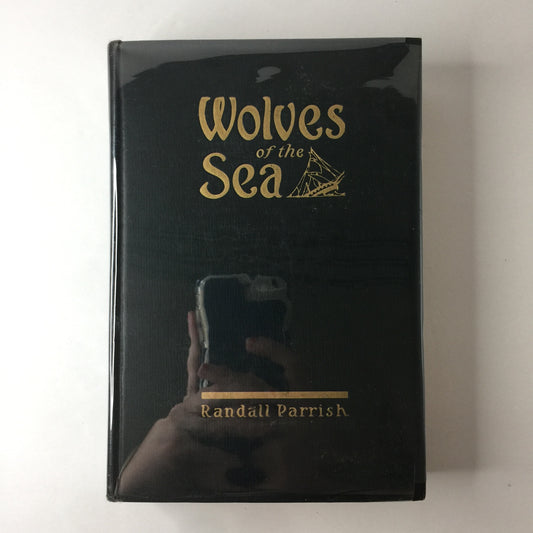 Wolves
of the
Sea
Randall Parrish